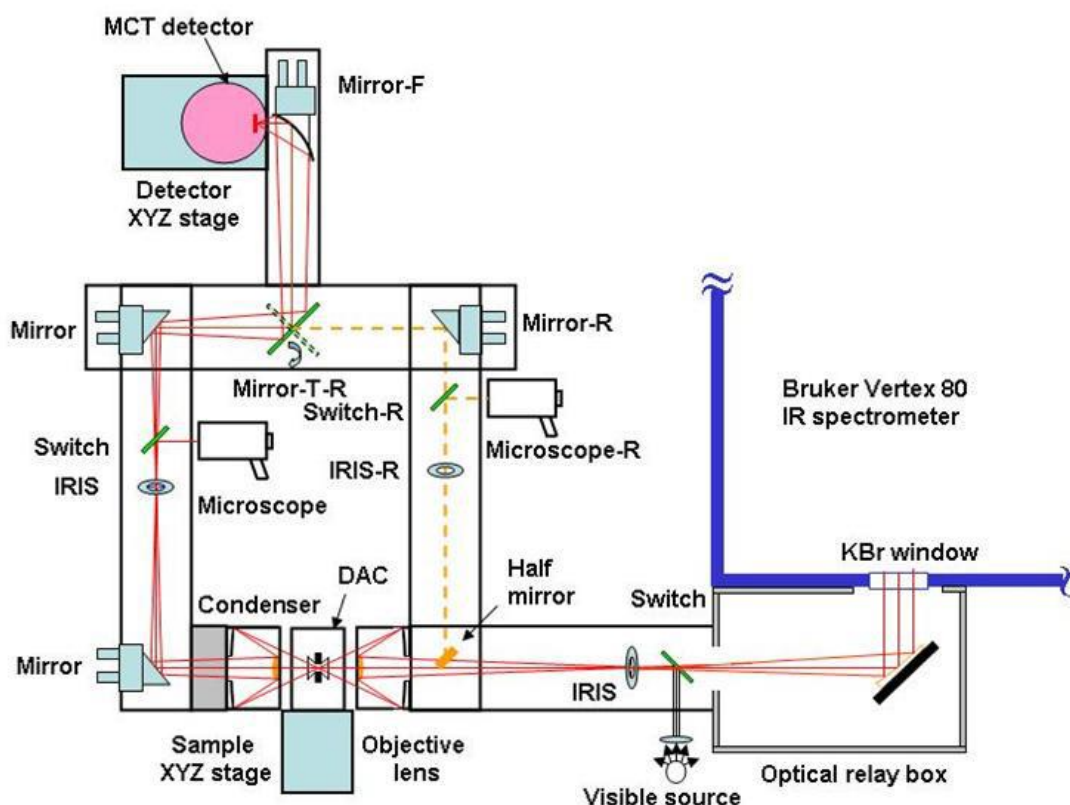 MCT detector
Mirror-F
Detector
XYZ stage
Mirror
Mirror-R
Mirror-T-R
Switch-R
Bruker Vertex 80
IR spectrometer
Switch
Microscope-R
IRIS
IRIS-R
Microscope
KBr window
DAC
Half
mirror
Condenser
Switch
Mirror
IRIS
Sample
XYZ stage
Objective
lens
Optical relay box
Visible source